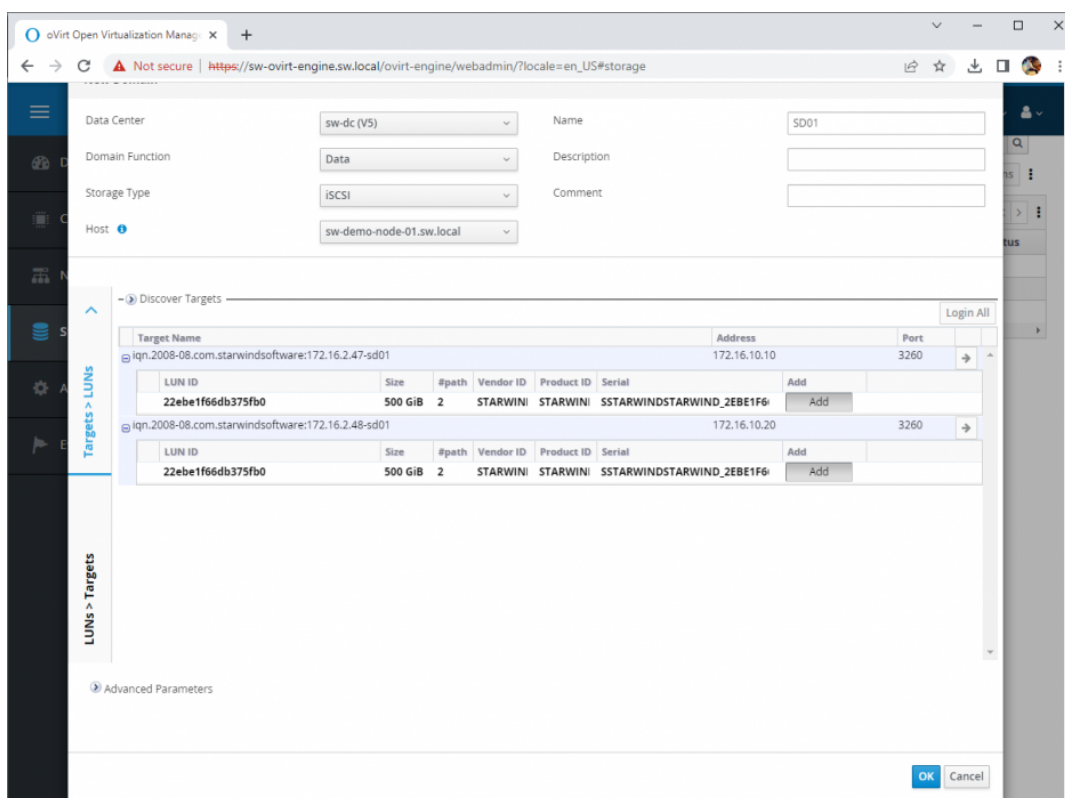 oVirt Open Virtualization Manag
Not secure | https://sw-ovirt-engine.sw.local/ovirt-engine/webadmin/?locale=en_US#storage
Data Center sw-dc (V5) Name SD01
Domain Function Data Description
Storage Type iSCSI Comment
Host sw-demo-node-01.sw.local
tus
Discover Targets
Login All
Targets > LUNs
LUNs > Targets
Target Name Address Port
iqn.2008-08.com.starwindsoftware:172.16.2.47-sd01 172.16.10.10 3260
LUN ID Size #path Vendor ID Product ID Serial Add
22ebe1f66db375fb0 500 GiB 2 STARWINI STARWINI SSTARWINDSTARWIND_2EBE1F6 Add
iqn.2008-08.com.starwindsoftware:172.16.2.48-sd01 172.16.10.20 3260
LUN ID Size #path Vendor ID Product ID Serial Add
22ebe1f66db375fb0 500 GiB 2 STARWINI STARWINI SSTARWINDSTARWIND_2EBE1F6 Add
Advanced Parameters
OK Cancel